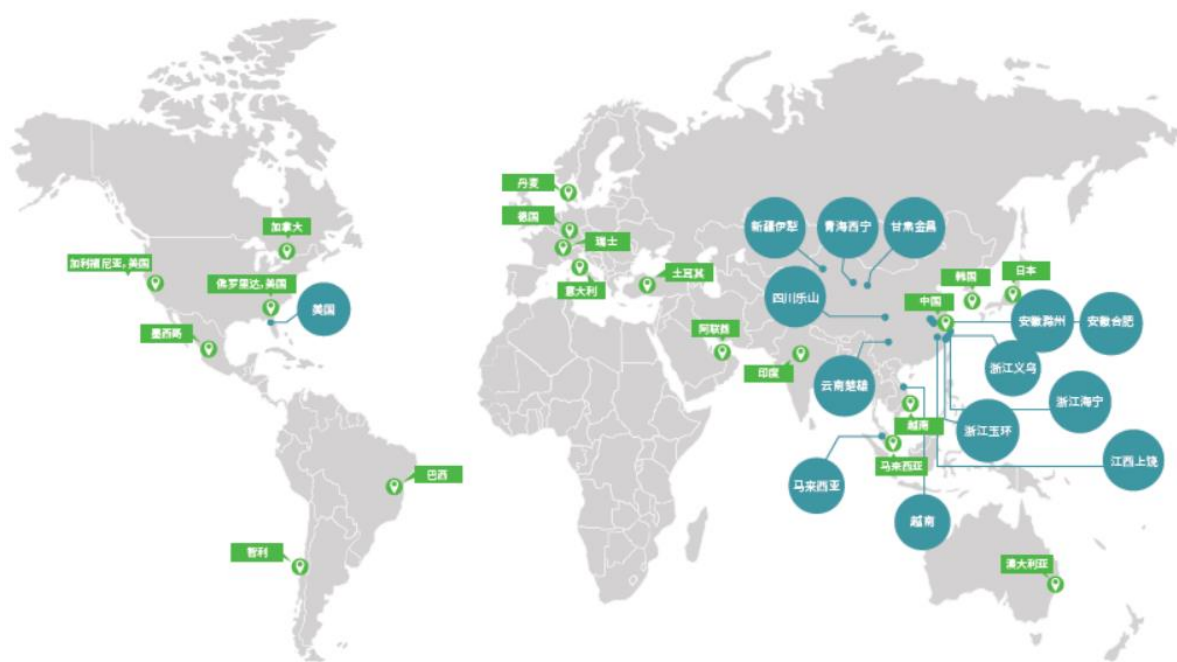 丹麦
德国
瑞士
意大利
土耳其
加拿大
加利福尼亚,美国
佛罗里达,美国
美国
墨西哥
阿联酋
印度
新疆伊犁
青海西宁
甘肃金昌
四川乐山
云南楚雄
中国
韩国
日本
安徽滁州
安徽合肥
浙江义乌
浙江海宁
浙江玉环
江西上饶
越南
马来西亚
马来西亚
越南
巴西
智利
澳大利亚